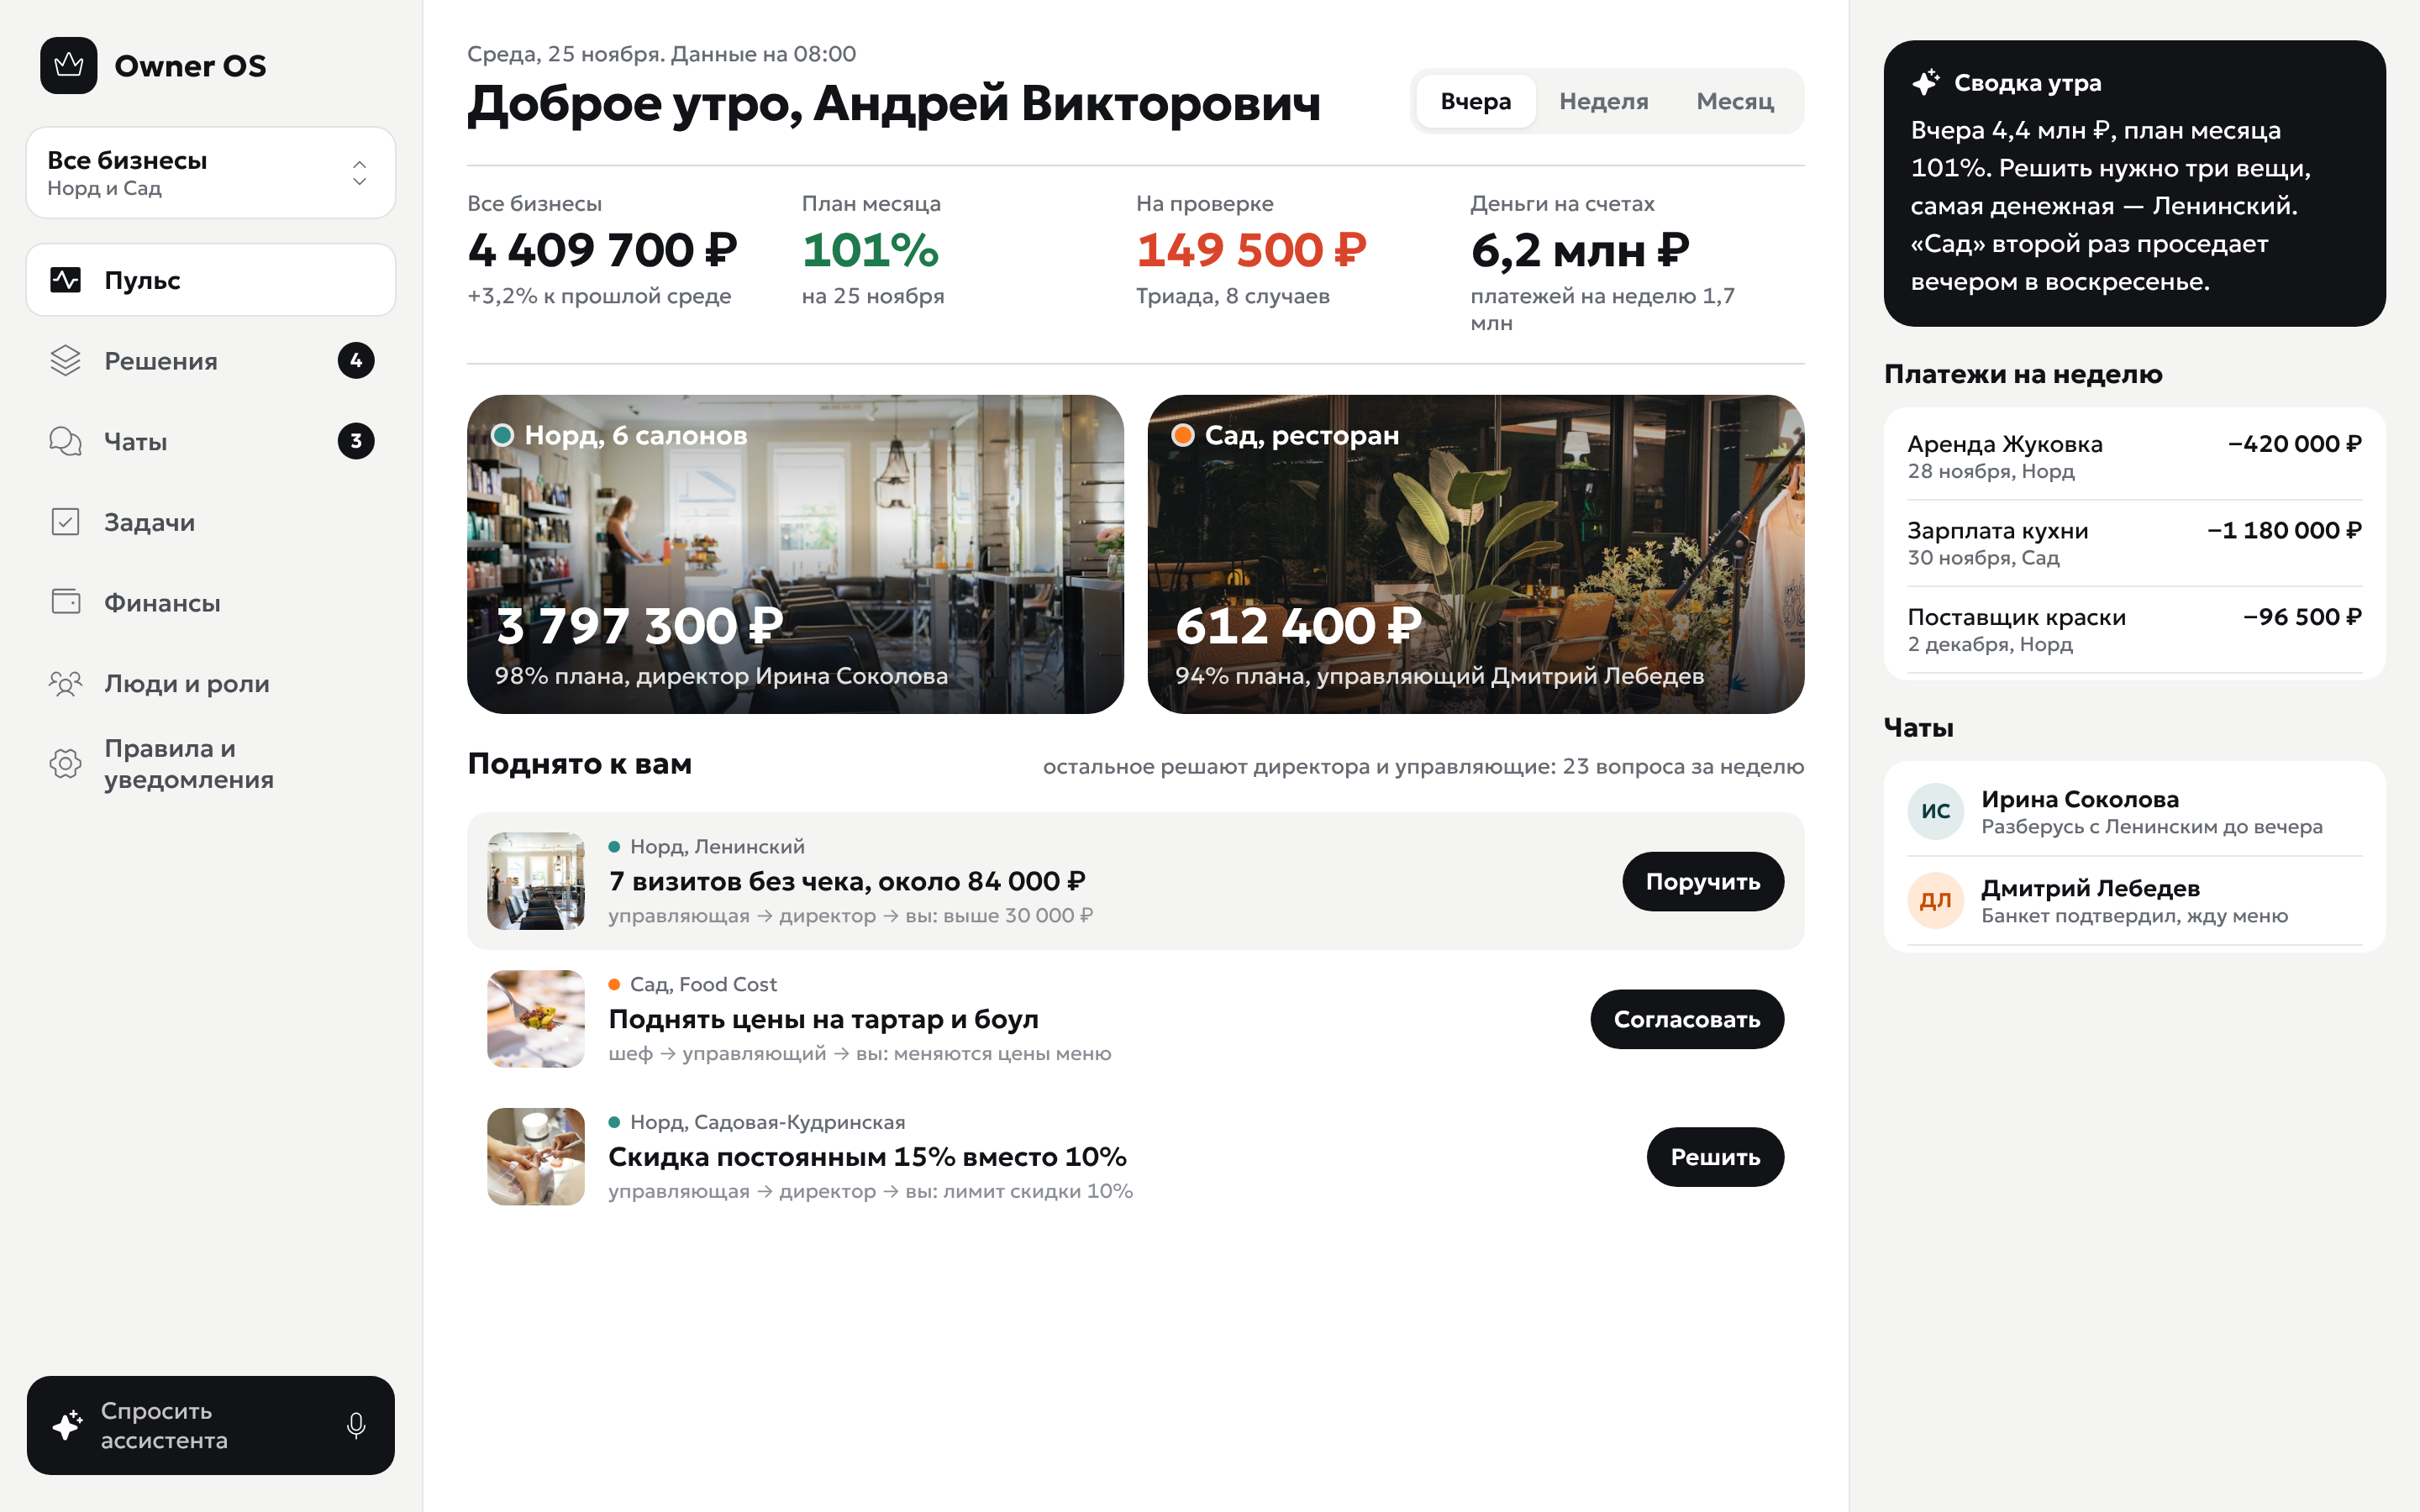 Owner OS
Все бизнесы
Норд и Сад
Пульс
Решения 4
Чаты 3
Задачи
Финансы
Люди и роли
Правила и
уведомления
Спросить
ассистента
Среда, 25 ноября. Данные на 08:00
Доброе утро, Андрей Викторович
Вчера Неделя Месяц
Все бизнесы
4 409 700 ₽
+3,2% к прошлой среде
План месяца
101%
на 25 ноября
На проверке
149 500 ₽
Триада, 8 случаев
Деньги на счетах
6,2 млн ₽
платежей на неделю 1,7
млн
Норд, 6 салонов
3 797 300 ₽
98% плана, директор Ирина Соколова
Сад, ресторан
612 400 ₽
94% плана, управляющий Дмитрий Лебедев
Поднято к вам
остальное решают директора и управляющие: 23 вопроса за неделю
Норд, Ленинский
7 визитов без чека, около 84 000 ₽
управляющая → директор → вы: выше 30 000 ₽
Поручить
Сад, Food Cost
Поднять цены на тартар и боул
шеф → управляющий → вы: меняются цены меню
Согласовать
Норд, Садовая-Кудринская
Скидка постоянным 15% вместо 10%
управляющая → директор → вы: лимит скидки 10%
Решить
Сводка утра
Вчера 4,4 млн ₽, план месяца
101%. Решить нужно три вещи,
самая денежная — Ленинский.
«Сад» второй раз проседает
вечером в воскресенье.
Платежи на неделю
Аренда Жуковка −420 000 ₽
28 ноября, Норд
Зарплата кухни −1 180 000 ₽
30 ноября, Сад
Поставщик краски −96 500 ₽
2 декабря, Норд
Чаты
ИС
Ирина Соколова
Разберусь с Ленинским до вечера
ДЛ
Дмитрий Лебедев
Банкет подтвердил, жду меню